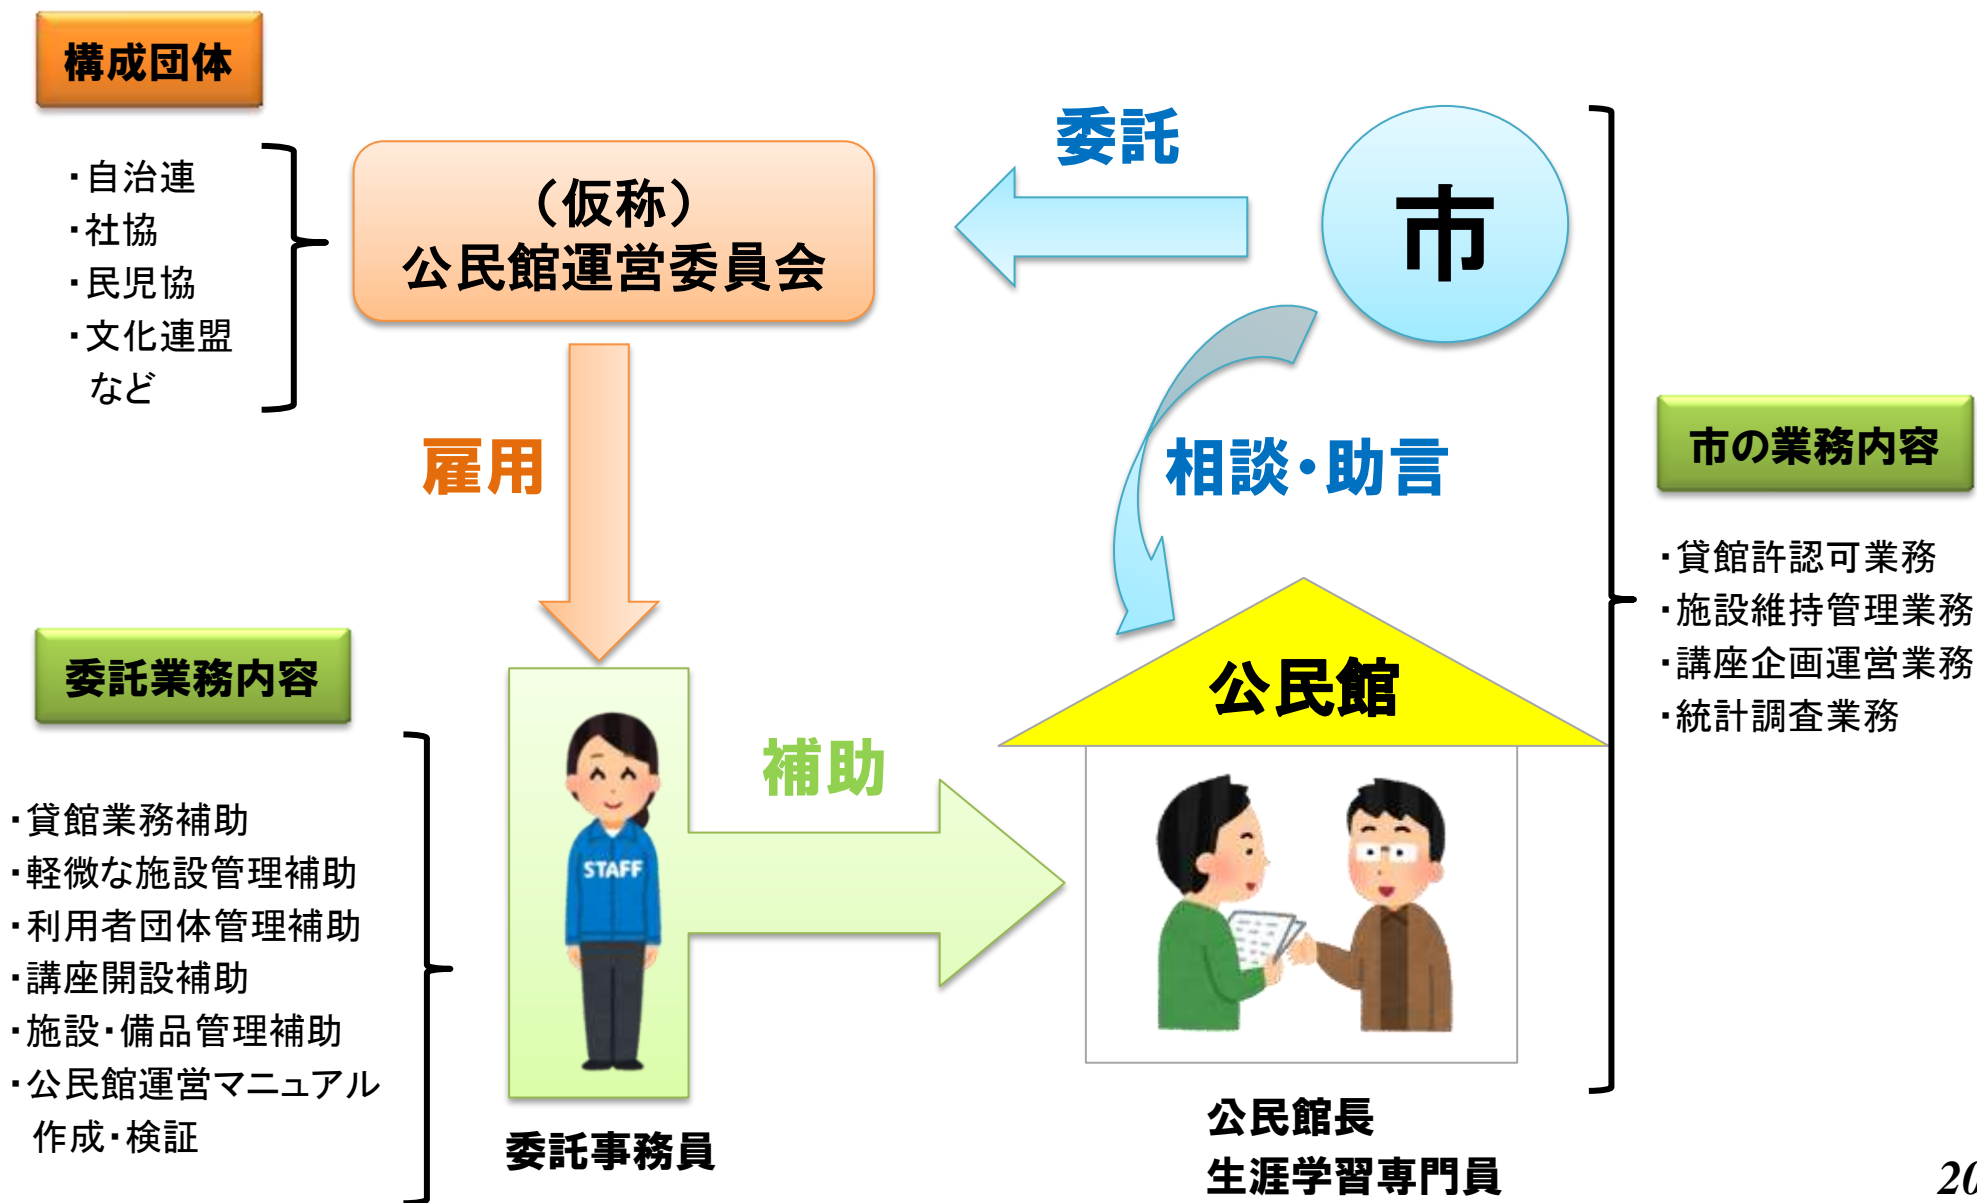 構成団体
・自治連
・社協
・民児協
・文化連盟
など
(仮称)
公民館運営委員会
委託
市
雇用
相談・助言
市の業務内容
・貸館許認可業務
・施設維持管理業務
・講座企画運営業務
・統計調査業務
委託業務内容
・貸館業務補助
・軽微な施設管理補助
・利用者団体管理補助
・講座開設補助
・施設・備品管理補助
・公民館運営マニュアル
作成・検証
STAFF
委託事務員
補助
公民館
公民館長
生涯学習専門員
20